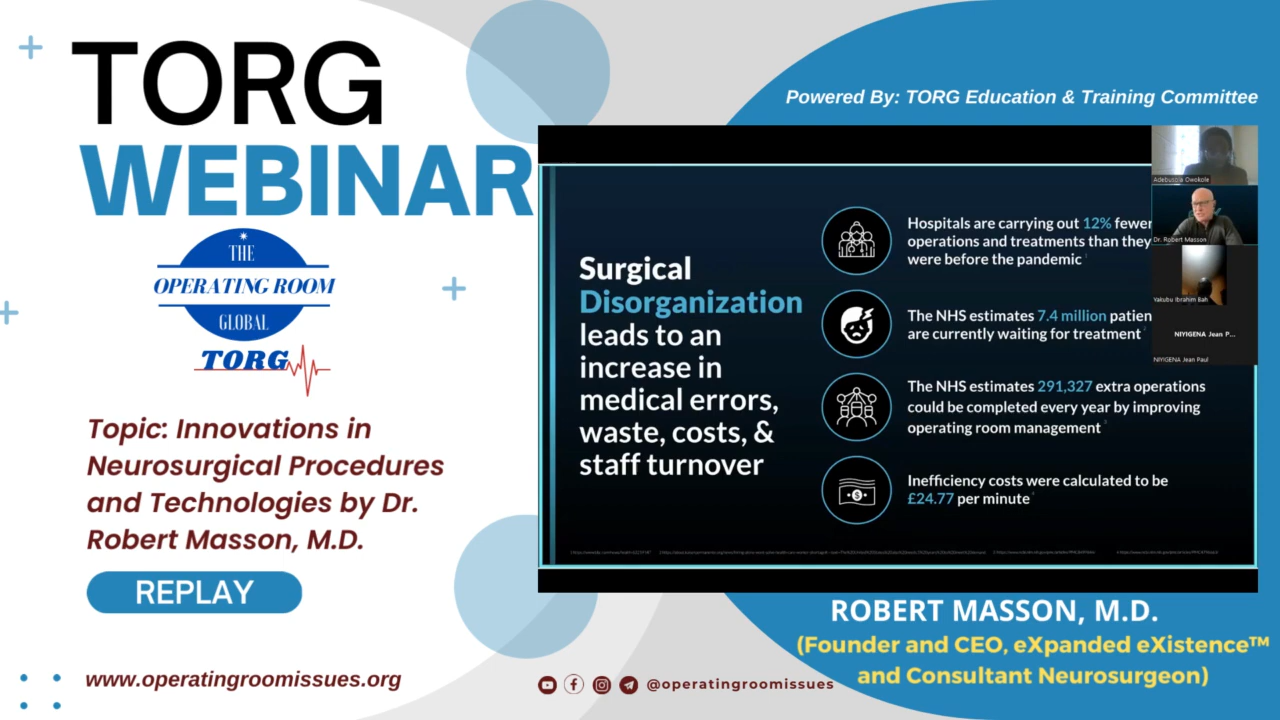 TORG
WEBINAR
THE
OPERATING ROOM
GLOBAL
TORG
Topic: Innovations in
Neurosurgical Procedures
and Technologies by Dr.
Robert Masson, M.D.
REPLAY
www.operatingroomissues.org
Powered By: TORG Education & Training Committee
Surgical
Disorganization
leads to an
increase in
medical errors,
waste, costs, &
staff turnover
Hospitals are carrying out 12% fewer
operations and treatments than they
were before the pandemic 1
The NHS estimates 7.4 million patien
are currently waiting for treatment
The NHS estimates 291,327 extra operations
could be completed every year by improving
operating room management
Inefficiency costs were calculated to be
£24.77 per minute
Adebusola Owokole
Dr. Robert Masson
Yakubu Ibrahim Bah
NIYIGENA Jean P...
NIYIGENA Jean Paul
@operatingroomissues
ROBERT MASSON, M.D.
(Founder and CEO, eXpanded eXistence™
and Consultant Neurosurgeon)